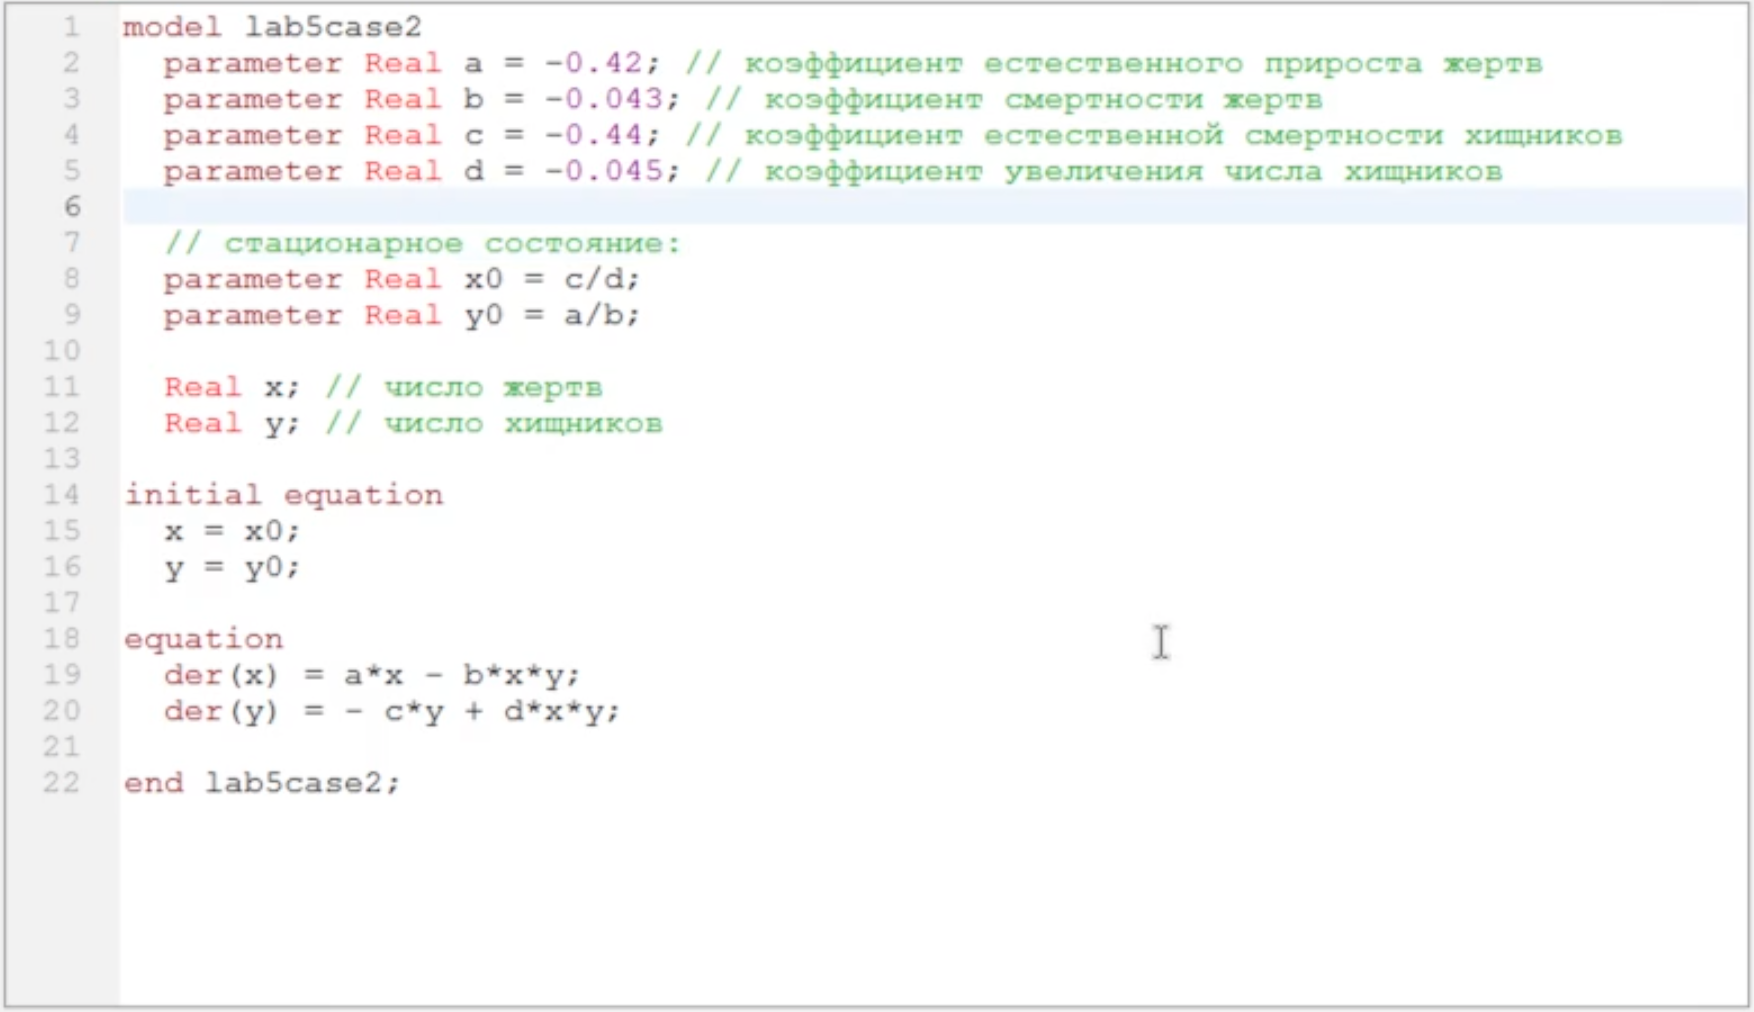 1 model lab5case2
2 parameter Real a = -0.42; // коэффициент естественного прироста жертв
3 parameter Real b = -0.043; // коэффициент смертности жертв
4 parameter Real c = -0.44; // коэффициент естественной смертности хищников
5 parameter Real d = -0.045; // коэффициент увеличения числа хищников
6
7 // стационарное состояние:
8 parameter Real x0 = c/d;
9 parameter Real y0 = a/b;
10
11 Real x; // число жертв
12 Real y; // число хищников
13
14 initial equation
15 x = x0;
16 y = y0;
17
18 equation
19 der(x) = a*x - b*x*y;
20 der(y) = - c*y + d*x*y;
21
22 end lab5case2;